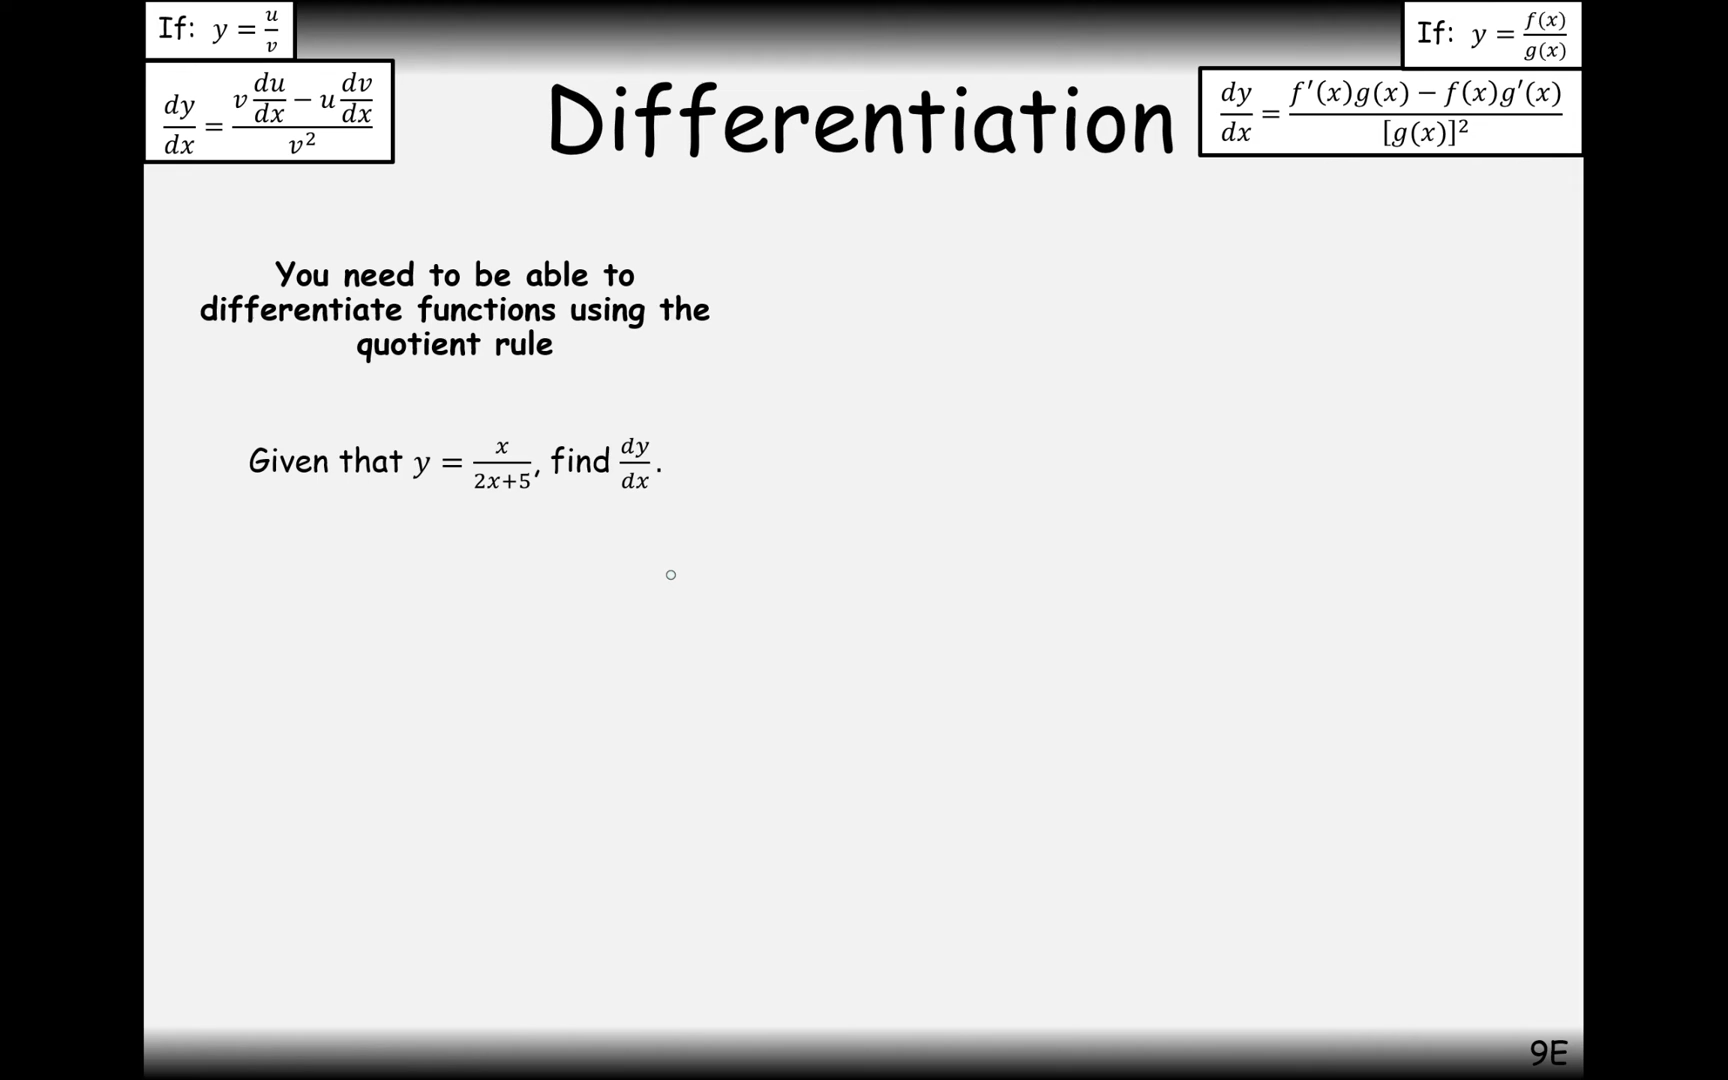 If: y = u/v
dy/dx = (v du/dx − u dv/dx)/v²
Differentiation
If: y = f(x)/g(x)
dy/dx = (f′(x)g(x) − f(x)g′(x))/[g(x)]²
You need to be able to
differentiate functions using the
quotient rule
Given that y = x/(2x+5), find dy/dx.
9E